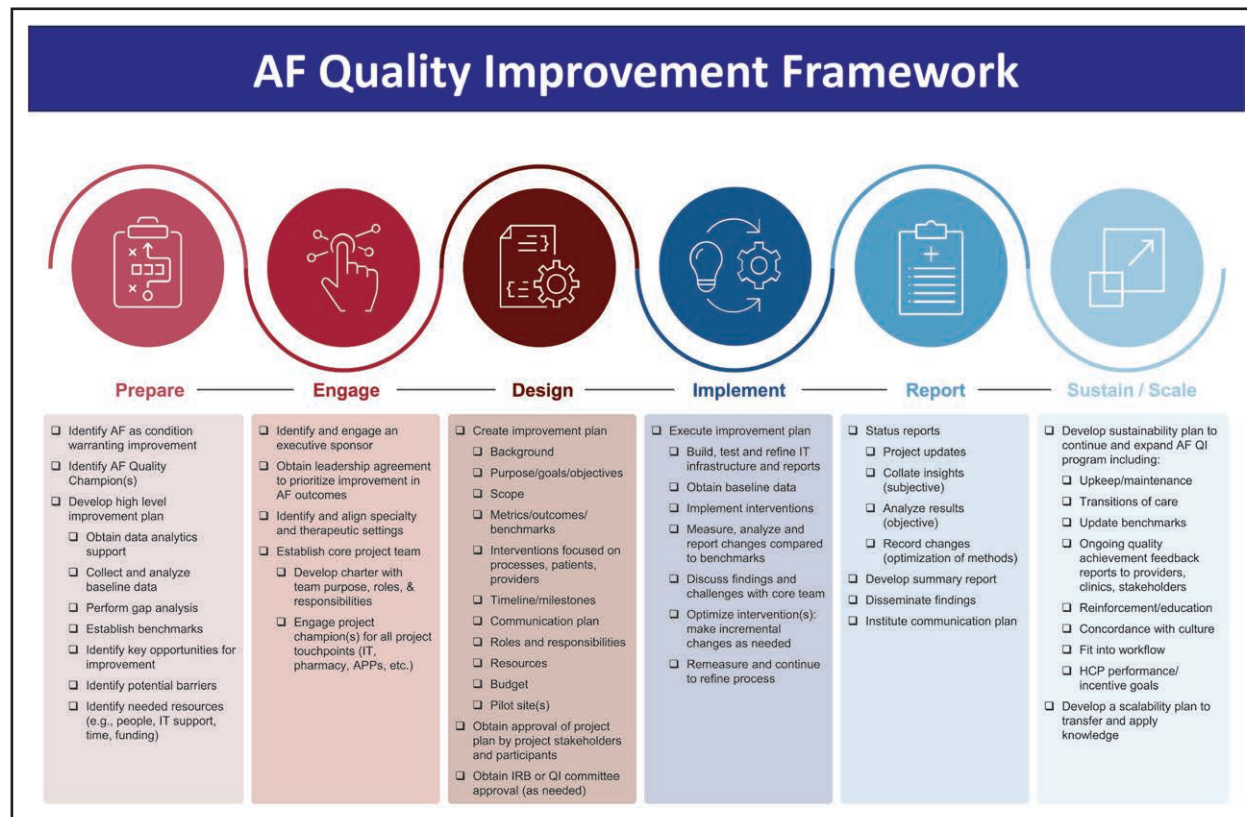 AF Quality Improvement Framework
Prepare
Engage
Design
Implement
Report
Sustain / Scale
Identify AF as condition
warranting improvement
Identify AF Quality
Champion(s)
Develop high level
improvement plan
Obtain data analytics
support
Collect and analyze
baseline data
Perform gap analysis
Establish benchmarks
Identify key opportunities for
improvement
Identify potential barriers
Identify needed resources
(e.g., people, IT support,
time, funding)
Identify and engage an
executive sponsor
Obtain leadership agreement
to prioritize improvement in
AF outcomes
Identify and align specialty
and therapeutic settings
Establish core project team
Develop charter with
team purpose, roles, &
responsibilities
Engage project
champion(s) for all project
touchpoints (IT,
pharmacy, APPs, etc.)
Create improvement plan
Background
Purpose/goals/objectives
Scope
Metrics/outcomes/
benchmarks
Interventions focused on
processes, patients,
providers
Timeline/milestones
Communication plan
Roles and responsibilities
Resources
Budget
Pilot site(s)
Obtain approval of project
plan by project stakeholders
and participants
Obtain IRB or QI committee
approval (as needed)
Execute improvement plan
Build, test and refine IT
infrastructure and reports
Obtain baseline data
Implement interventions
Measure, analyze and
report changes compared
to benchmarks
Discuss findings and
challenges with core team
Optimize intervention(s):
make incremental
changes as needed
Remeasure and continue
to refine process
Status reports
Project updates
Collate insights
(subjective)
Analyze results
(objective)
Record changes
(optimization of methods)
Develop summary report
Disseminate findings
Institute communication plan
Develop sustainability plan to
continue and expand AF QI
program including:
Upkeep/maintenance
Transitions of care
Update benchmarks
Ongoing quality
achievement feedback
reports to providers,
clinics, stakeholders
Reinforcement/education
Concordance with culture
Fit into workflow
HCP performance/
incentive goals
Develop a scalability plan to
transfer and apply
knowledge